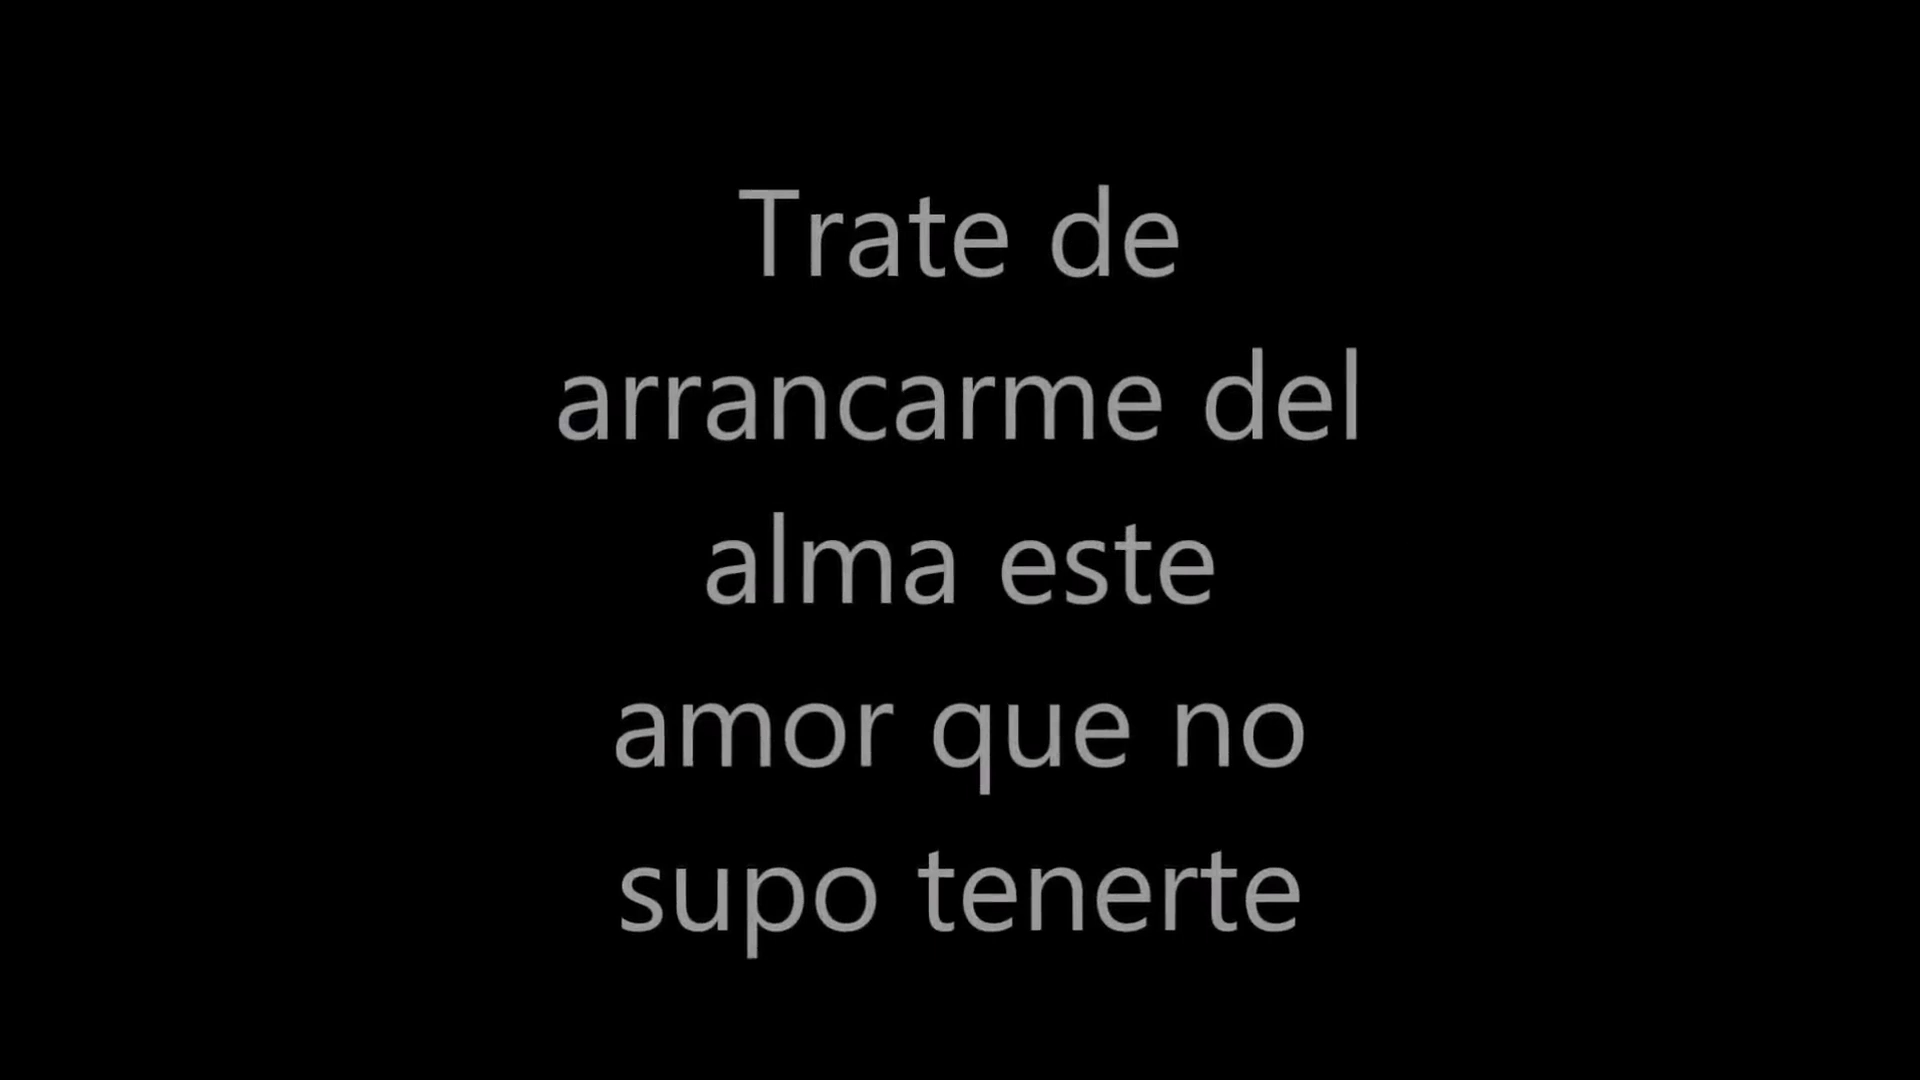 Trate de
arrancarme del
alma este
amor que no
supo tenerte